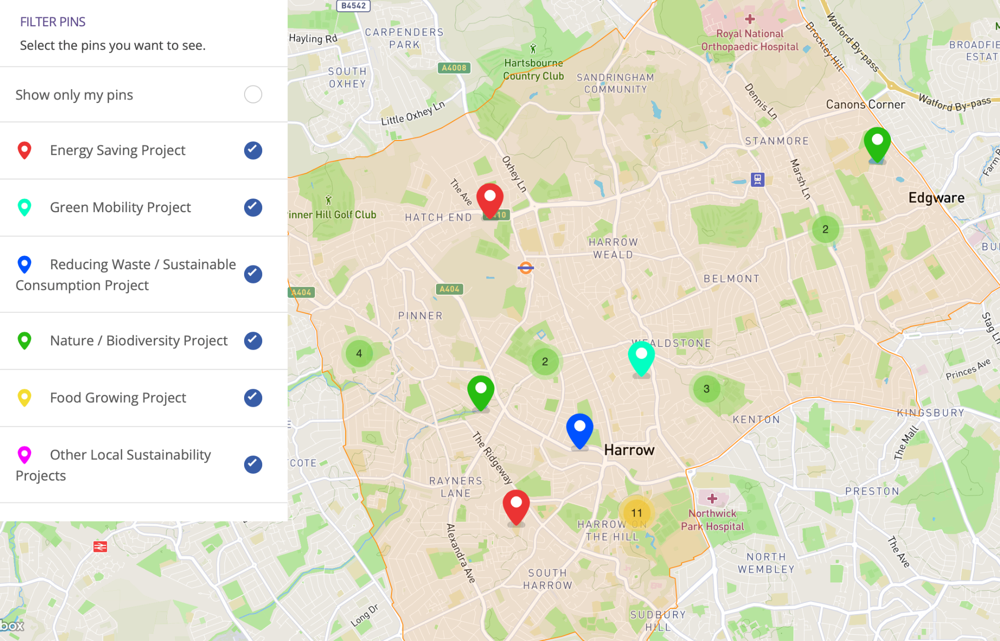 FILTER PINS
Select the pins you want to see.
Show only my pins
Energy Saving Project
Green Mobility Project
Reducing Waste / Sustainable
Consumption Project
Nature / Biodiversity Project
Food Growing Project
Other Local Sustainability
Projects
B4542
CARPENDERS
PARK
Hayling Rd
SOUTH
OXHEY
A4008
Hartsbourne
Country Club
Little Oxhey Ln
SANDRINGHAM
COMMUNITY
Royal National
Orthopaedic Hospital
Brockley Hill
Watford By-pass
Watford By-pass
BROADFIE
ESTAT
Dennis Ln
Canons Corner
STANMORE
Marsh Ln
Edgware
Farm R
Oxhey Ln
The Ave
HATCH END
inner Hill Golf Club
HARROW
WEALD
2
BU
BELMONT
A404
A404
PINNER
Stag Ln
4
2
WEALDSTONE
3
Princes Ave
KENTON
KINGSBURY
The Mall
Harrow
The Ridgeway
TCOTE
RAYNERS
LANE
PRESTON
11
HARROW ON
THE HILL
Northwick
Park Hospital
Alexandra Ave
The Ave
NORTH
WEMBLEY
SOUTH
HARROW
Long Dr
SUDBURY
HILL
box